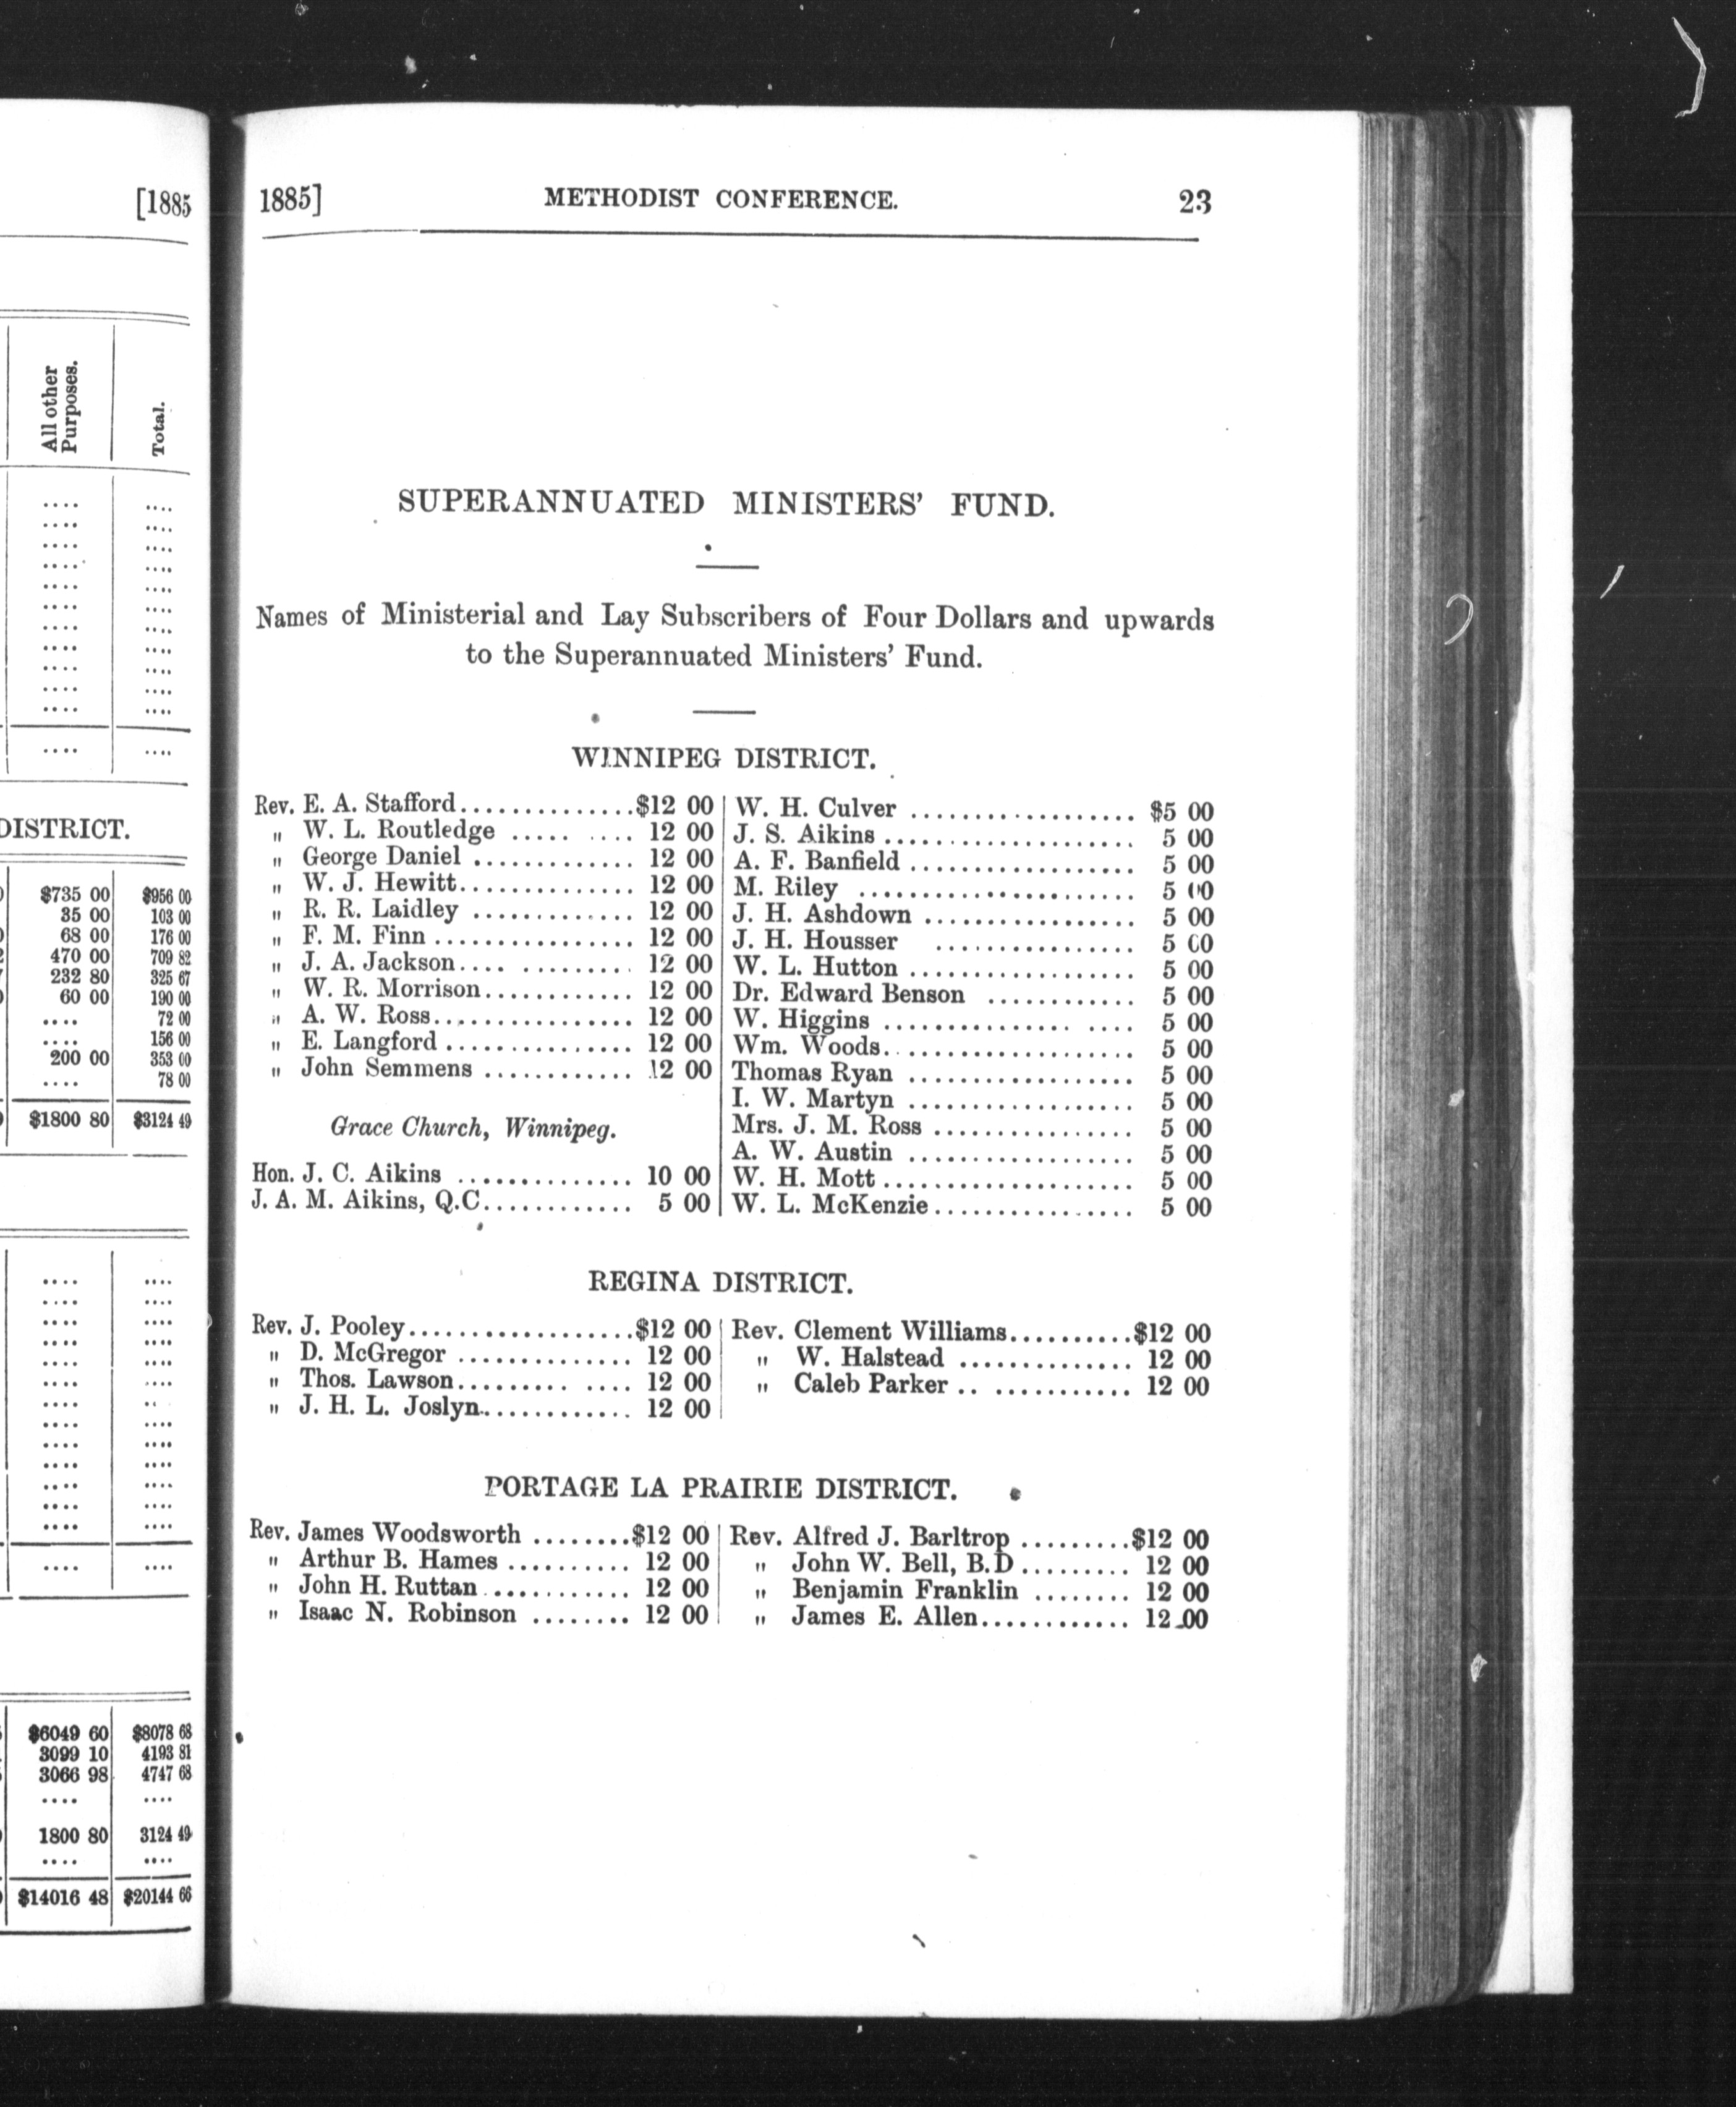 [1885
All other
Purposes.
Total.
.... ....
.... ....
.... ....
.... ....
.... ....
.... ....
.... ....
.... ....
.... ....
.... ....
.... ....
.... ....
DISTRICT.
$735 00 $956 00
35 00 103 00
68 00 176 00
470 00 709 82
232 80 325 67
60 00 190 00
.... 72 00
.... 156 00
200 00 353 00
.... 78 00
$1800 80 $3124 49
.... ....
.... ....
.... ....
.... ....
.... ....
.... ....
.... ....
.... ....
.... ....
.... ....
.... ....
.... ....
.... ....
.... ....
$6049 60 $8078 68
3099 10 4193 81
3066 98 4747 68
.... ....
1800 80 3124 49
.... ....
$14016 48 $20144 66
1885] METHODIST CONFERENCE. 23
SUPERANNUATED MINISTERS' FUND.
Names of Ministerial and Lay Subscribers of Four Dollars and upwards
to the Superannuated Ministers' Fund.
WINNIPEG DISTRICT.
Rev. E. A. Stafford.............$12 00
" W. L. Routledge ..... .... 12 00
" George Daniel ............ 12 00
" W. J. Hewitt............. 12 00
" R. R. Laidley ............ 12 00
" F. M. Finn ............... 12 00
" J. A. Jackson.... ......... 12 00
" W. R. Morrison........... 12 00
" A. W. Ross............... 12 00
" E. Langford .............. 12 00
" John Semmens ........... 12 00
Grace Church, Winnipeg.
Hon. J. C. Aikins ............. 10 00
J. A. M. Aikins, Q.C........... 5 00
W. H. Culver ................. $5 00
J. S. Aikins ................... 5 00
A. F. Banfield ................. 5 00
M. Riley ..................... 5 00
J. H. Ashdown ................ 5 00
J. H. Housser ............... 5 00
W. L. Hutton ................. 5 00
Dr. Edward Benson ........... 5 00
W. Higgins .............. .... 5 00
Wm. Woods................... 5 00
Thomas Ryan ................. 5 00
I. W. Martyn ................. 5 00
Mrs. J. M. Ross ............... 5 00
A. W. Austin ................. 5 00
W. H. Mott ................... 5 00
W. L. McKenzie............... 5 00
REGINA DISTRICT.
Rev. J. Pooley.................$12 00
" D. McGregor ............. 12 00
" Thos. Lawson......... .... 12 00
" J. H. L. Joslyn............ 12 00
Rev. Clement Williams.........$12 00
" W. Halstead ............. 12 00
" Caleb Parker .. ........... 12 00
PORTAGE LA PRAIRIE DISTRICT.
Rev. James Woodsworth ........$12 00
" Arthur B. Hames .......... 12 00
" John H. Ruttan ........... 12 00
" Isaac N. Robinson ........ 12 00
Rev. Alfred J. Barltrop .........$12 00
" John W. Bell, B.D......... 12 00
" Benjamin Franklin ........ 12 00
" James E. Allen............ 12 00